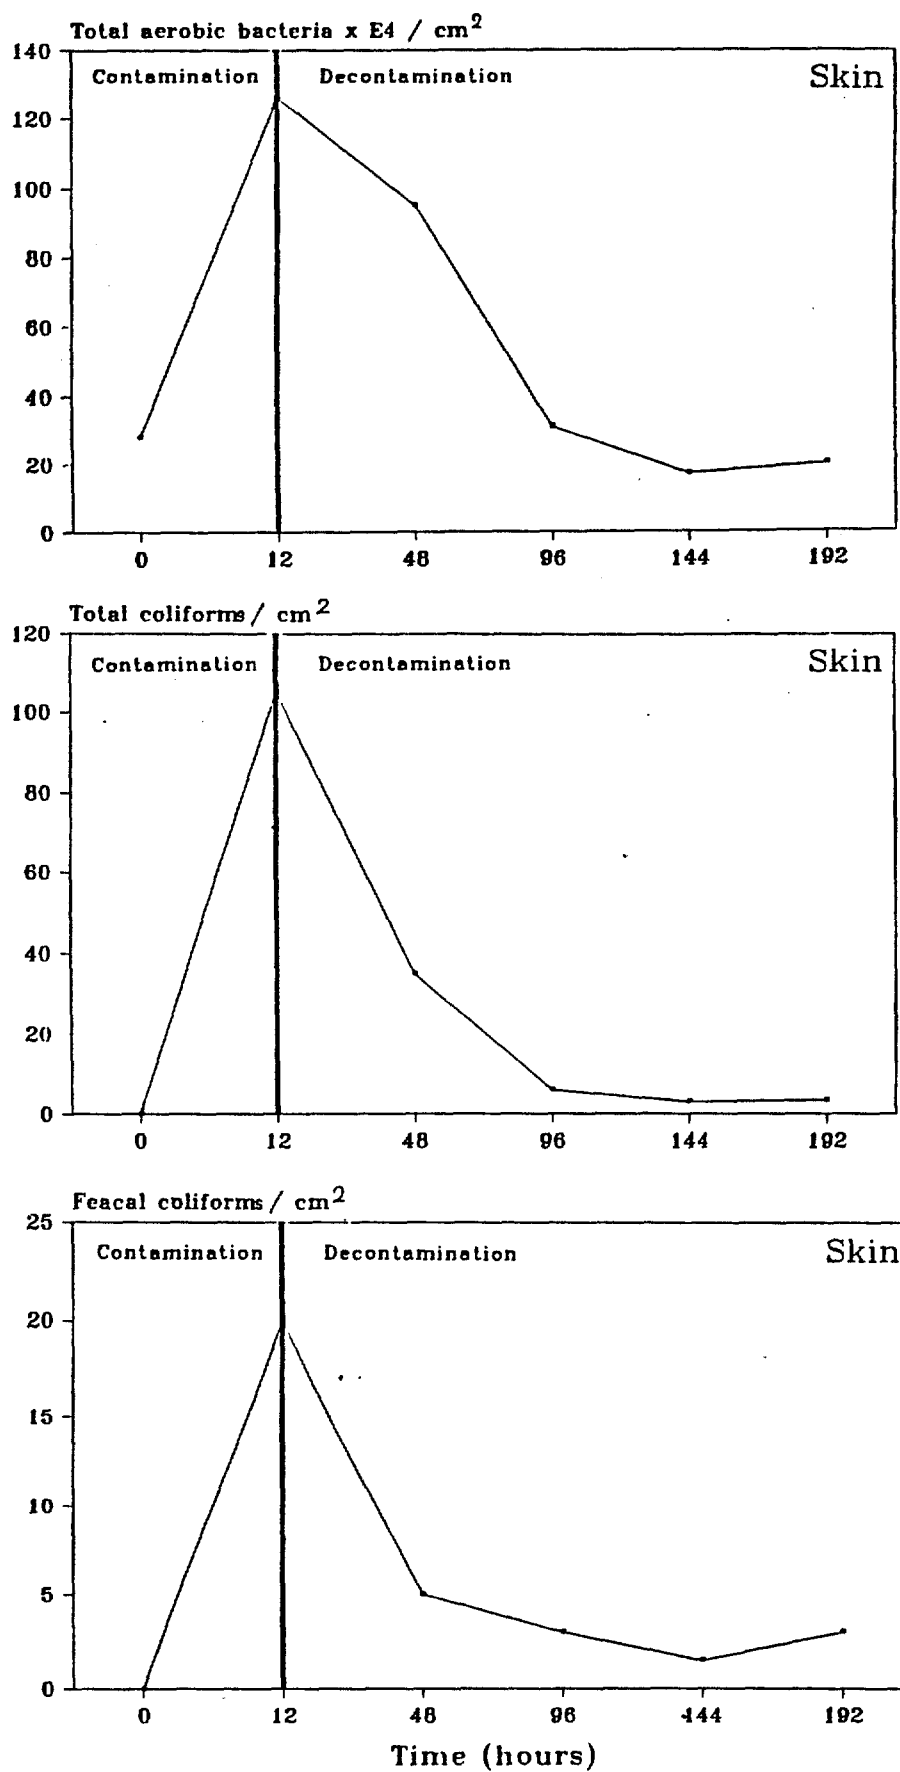 Total aerobic bacteria x E4 / cm²
140
Contamination Decontamination Skin
120
100
80
60
40
20
0
0 12 48 96 144 192
Total coliforms / cm²
120
Contamination Decontamination Skin
100
80
60
40
20
0
0 12 48 96 144 192
Feacal coliforms / cm²
25
Contamination Decontamination Skin
20
15
10
5
0
0 12 48 96 144 192
Time (hours)